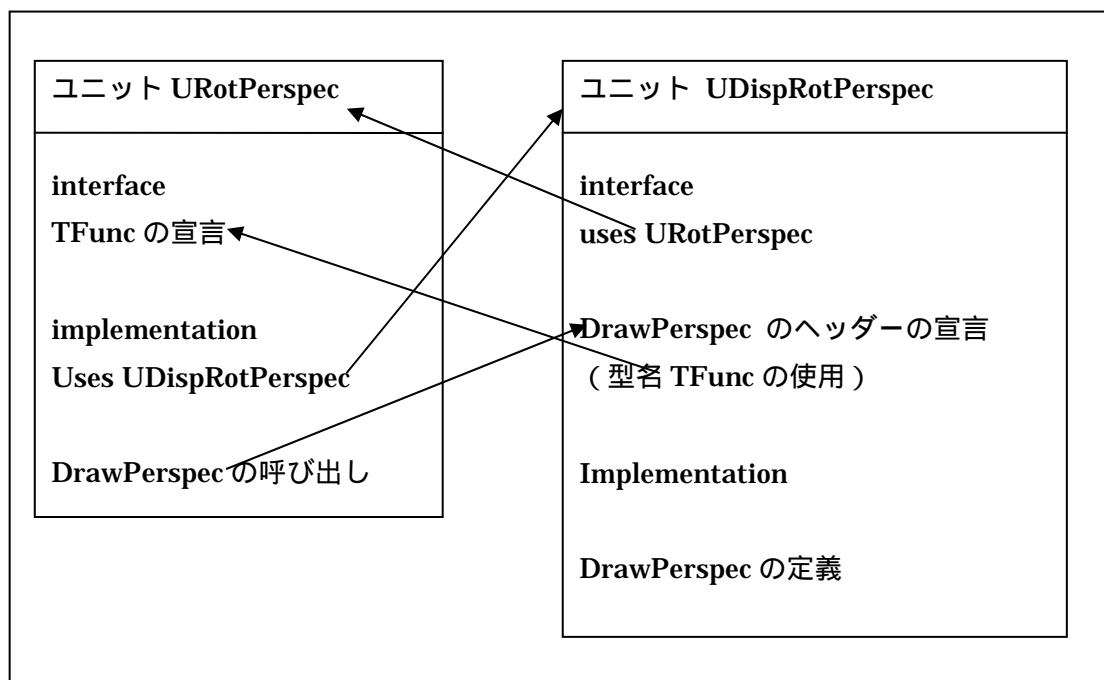 ユニット URotPerspec
interface
TFunc の宣言
implementation
Uses UDispRotPerspec
DrawPerspec の呼び出し
ユニット UDispRotPerspec
interface
uses URotPerspec
DrawPerspec のヘッダーの宣言
（型名 TFunc の使用）
Implementation
DrawPerspec の定義